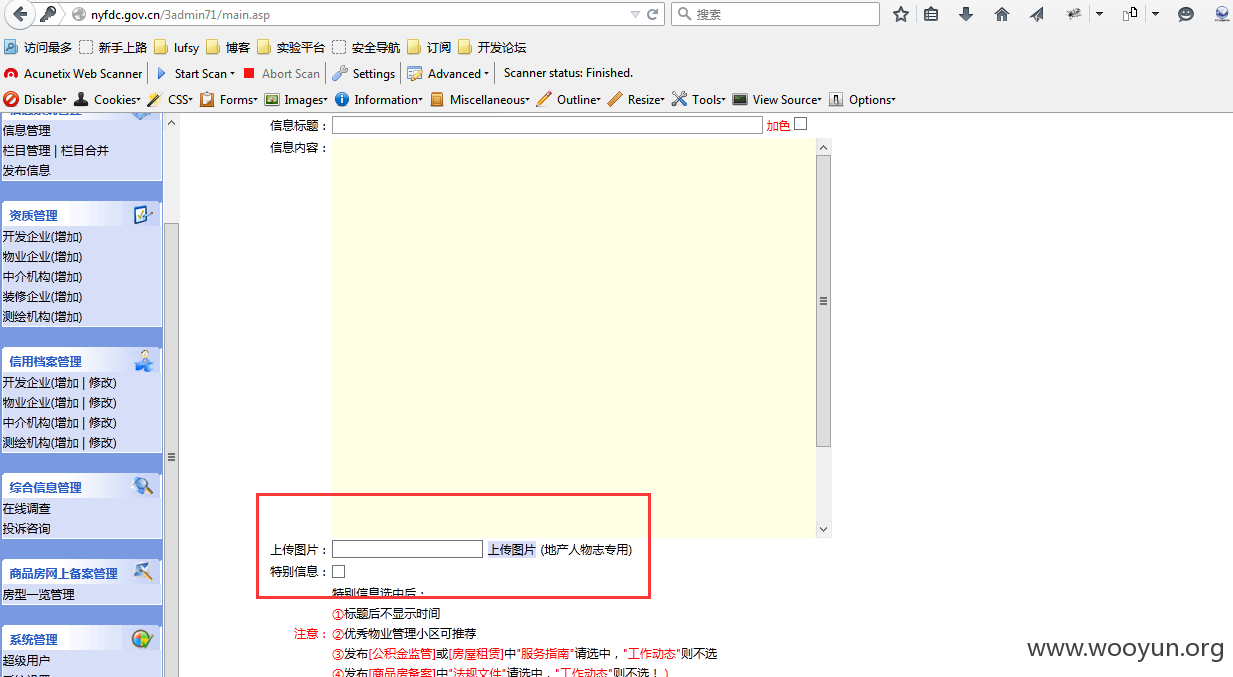 nyfdc.gov.cn/3admin71/main.asp
搜索
访问最多 新手上路 lufsy 博客 实验平台 安全导航 订阅 开发论坛
Acunetix Web Scanner Start Scan Abort Scan Settings Advanced Scanner status: Finished.
Disable Cookies CSS Forms Images Information Miscellaneous Outline Resize Tools View Source Options
信息管理
栏目管理 | 栏目合并
发布信息
资质管理
开发企业(增加)
物业企业(增加)
中介机构(增加)
装修企业(增加)
测绘机构(增加)
信用档案管理
开发企业(增加 | 修改)
物业企业(增加 | 修改)
中介机构(增加 | 修改)
测绘机构(增加 | 修改)
综合信息管理
在线调查
投诉咨询
商品房网上备案管理
房型一览管理
系统管理
超级用户
信息标题： 加色
信息内容：
上传图片： 上传图片 (地产人物志专用)
特别信息：
特别信息选中后：
①标题后不显示时间
注意： ②优秀物业管理小区可推荐
③发布[公积金监管]或[房屋租赁]中"服务指南"请选中，"工作动态"则不选
④发布[商品房备案]中"法规文件"请选中，"工作动态"则不选！）
www.wooyun.org